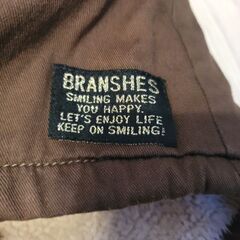 BRANSHES
SMILING MAKES
YOU HAPPY.
LET'S ENJOY LIFE
KEEP ON SMILING!